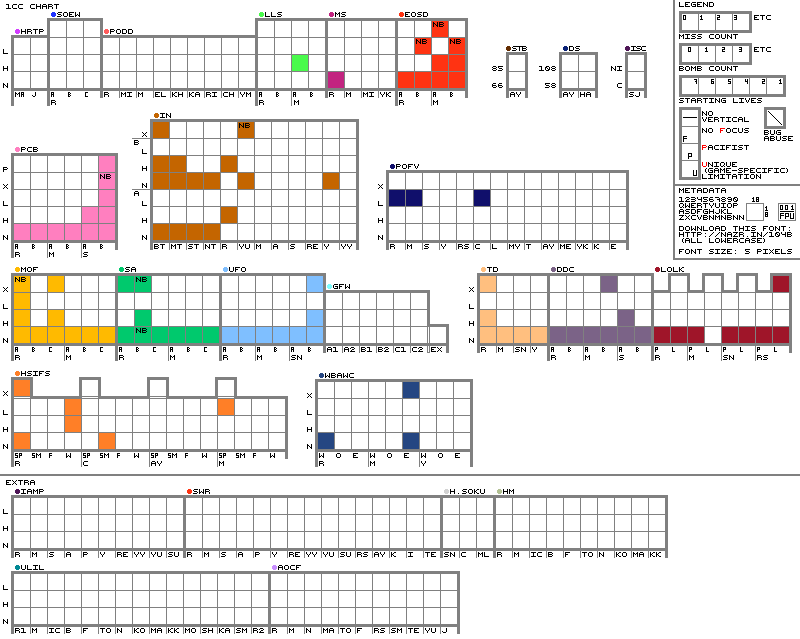 1CC CHART
SOEW
LLS
MS
EOSD
HRTP
PODD
NB
NB NB
L
H
N
MA J
A B C
R
R MI M EL KH KA RI CH YM
A B A B
R M
R M MI YK
A B A B
R M
STB
DS
ISC
85
66
AY
108
58
AY HA
NI
C
SJ
LEGEND
0 1 2 3 ETC
MISS COUNT
0 1 2 3 ETC
BOMB COUNT
7 6 5 4 2 1
STARTING LIVES
NO
VERTICAL
F
NO FOCUS
P
PACIFIST
U
UNIQUE
(GAME-SPECIFIC)
LIMITATION
BUG
ABUSE
METADATA
1234567890
QWERTYUIOP
ASDFGHJKL
ZXCVBNMNBNN
18
18
001
FPU
DOWNLOAD THIS FONT:
HTTP://NAZR.IN/104B
(ALL LOWERCASE)
FONT SIZE: 5 PIXELS
IN
NB
X
B
L
H
N
A
L
H
N
BT MT ST NT R YU M A S RE Y YY
PCB
NB
P
X
L
H
N
A B A B A B
R M S
POFV
X
L
H
N
R M S Y RS C L MY T AY ME YK K E
MOF
SA
UFO
GFW
NB
NB
NB
X
L
H
N
A B C A B C
R M
A B C A B C
R M
A B A B A B
R M SN
A1 A2 B1 B2 C1 C2 EX
TD
DDC
LOLK
X
L
H
N
R M SN Y
A B A B A B
R M S
P L P L P L P L
R M SN RS
HSIFS
X
L
H
N
SP SM F W SP SM F W SP SM F W SP SM F W
R C AY M
WBAWC
X
L
H
N
W O E W O E W O E
R M Y
EXTRA
IAMP
SWR
H.SOKU
HM
L
H
N
R M S A P Y RE YY YU SU
R M S A P Y RE YY YU SU RS AY K I TE
SN C ML
R M IC B F TO N KO MA KK
ULIL
AOCF
L
H
N
R1 M IC B F TO N KO MA KK MO SH KA SM R2
R M N MA TO F RS SM TE YU J